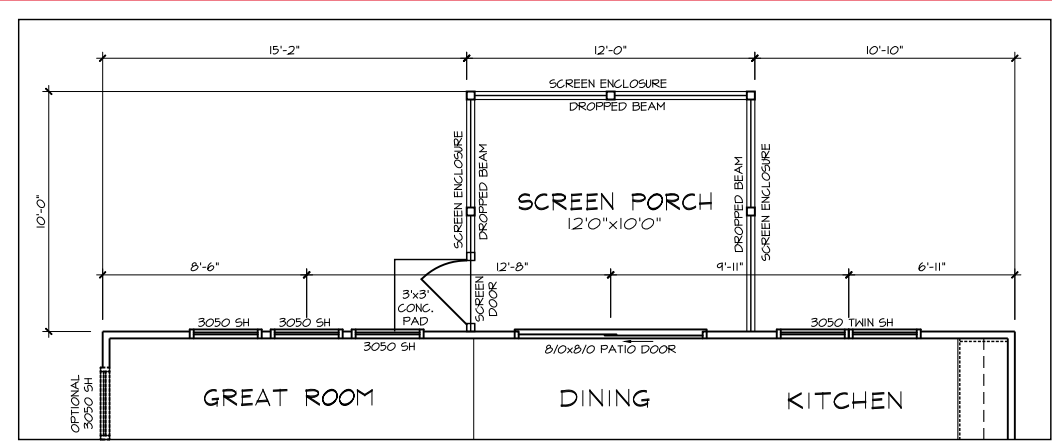 15'-2"
12'-0"
10'-10"
SCREEN ENCLOSURE
DROPPED BEAM
SCREEN ENCLOSURE
DROPPED BEAM
DROPPED BEAM
SCREEN ENCLOSURE
10'-0"
SCREEN PORCH
12'0"x10'0"
8'-6"
12'-8"
9'-11"
6'-11"
3'x3'
CONC.
PAD
SCREEN
DOOR
3050 SH
3050 SH
3050 SH
8/0x8/0 PATIO DOOR
3050 TWIN SH
OPTIONAL
3050 SH
GREAT ROOM
DINING
KITCHEN